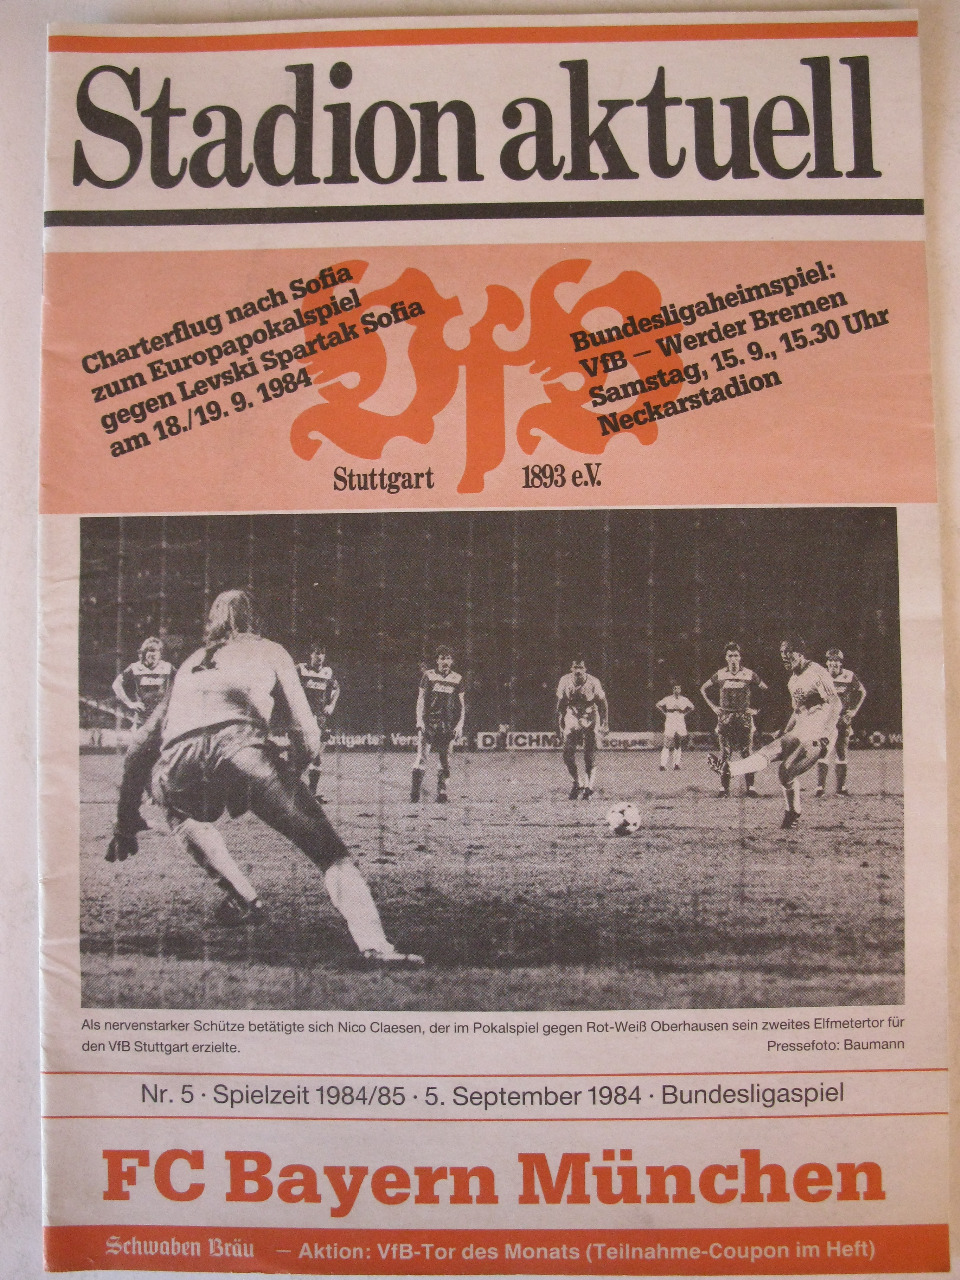 Stadion aktuell
Charterflug nach Sofia
zum Europapokalspiel
gegen Levski Spartak Sofia
am 18./19. 9. 1984
Bundesligaheimspiel:
VfB – Werder Bremen
Samstag, 15. 9., 15.30 Uhr
Neckarstadion
VfB
Stuttgart 1893 e.V.
Als nervenstarker Schütze betätigte sich Nico Claesen, der im Pokalspiel gegen Rot-Weiß Oberhausen sein zweites Elfmetertor für
den VfB Stuttgart erzielte.
Pressefoto: Baumann
Nr. 5 · Spielzeit 1984/85 · 5. September 1984 · Bundesligaspiel
FC Bayern München
Schwaben Bräu – Aktion: VfB-Tor des Monats (Teilnahme-Coupon im Heft)